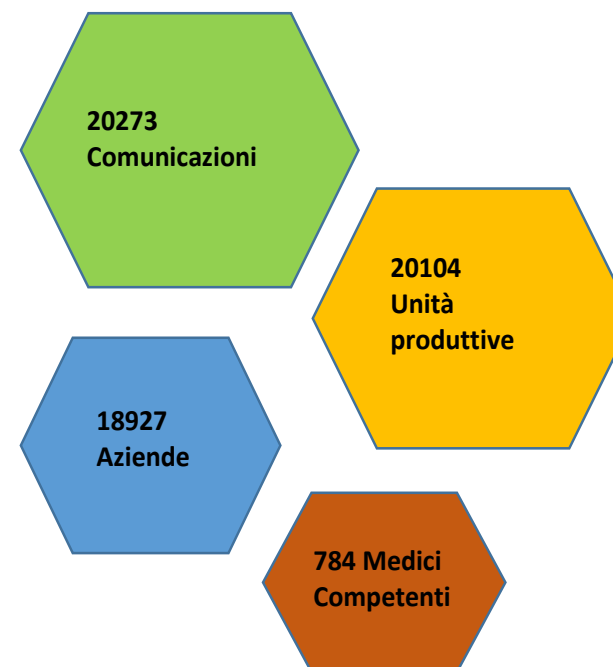 20273
Comunicazioni
20104
Unità
produttive
18927
Aziende
784 Medici
Competenti